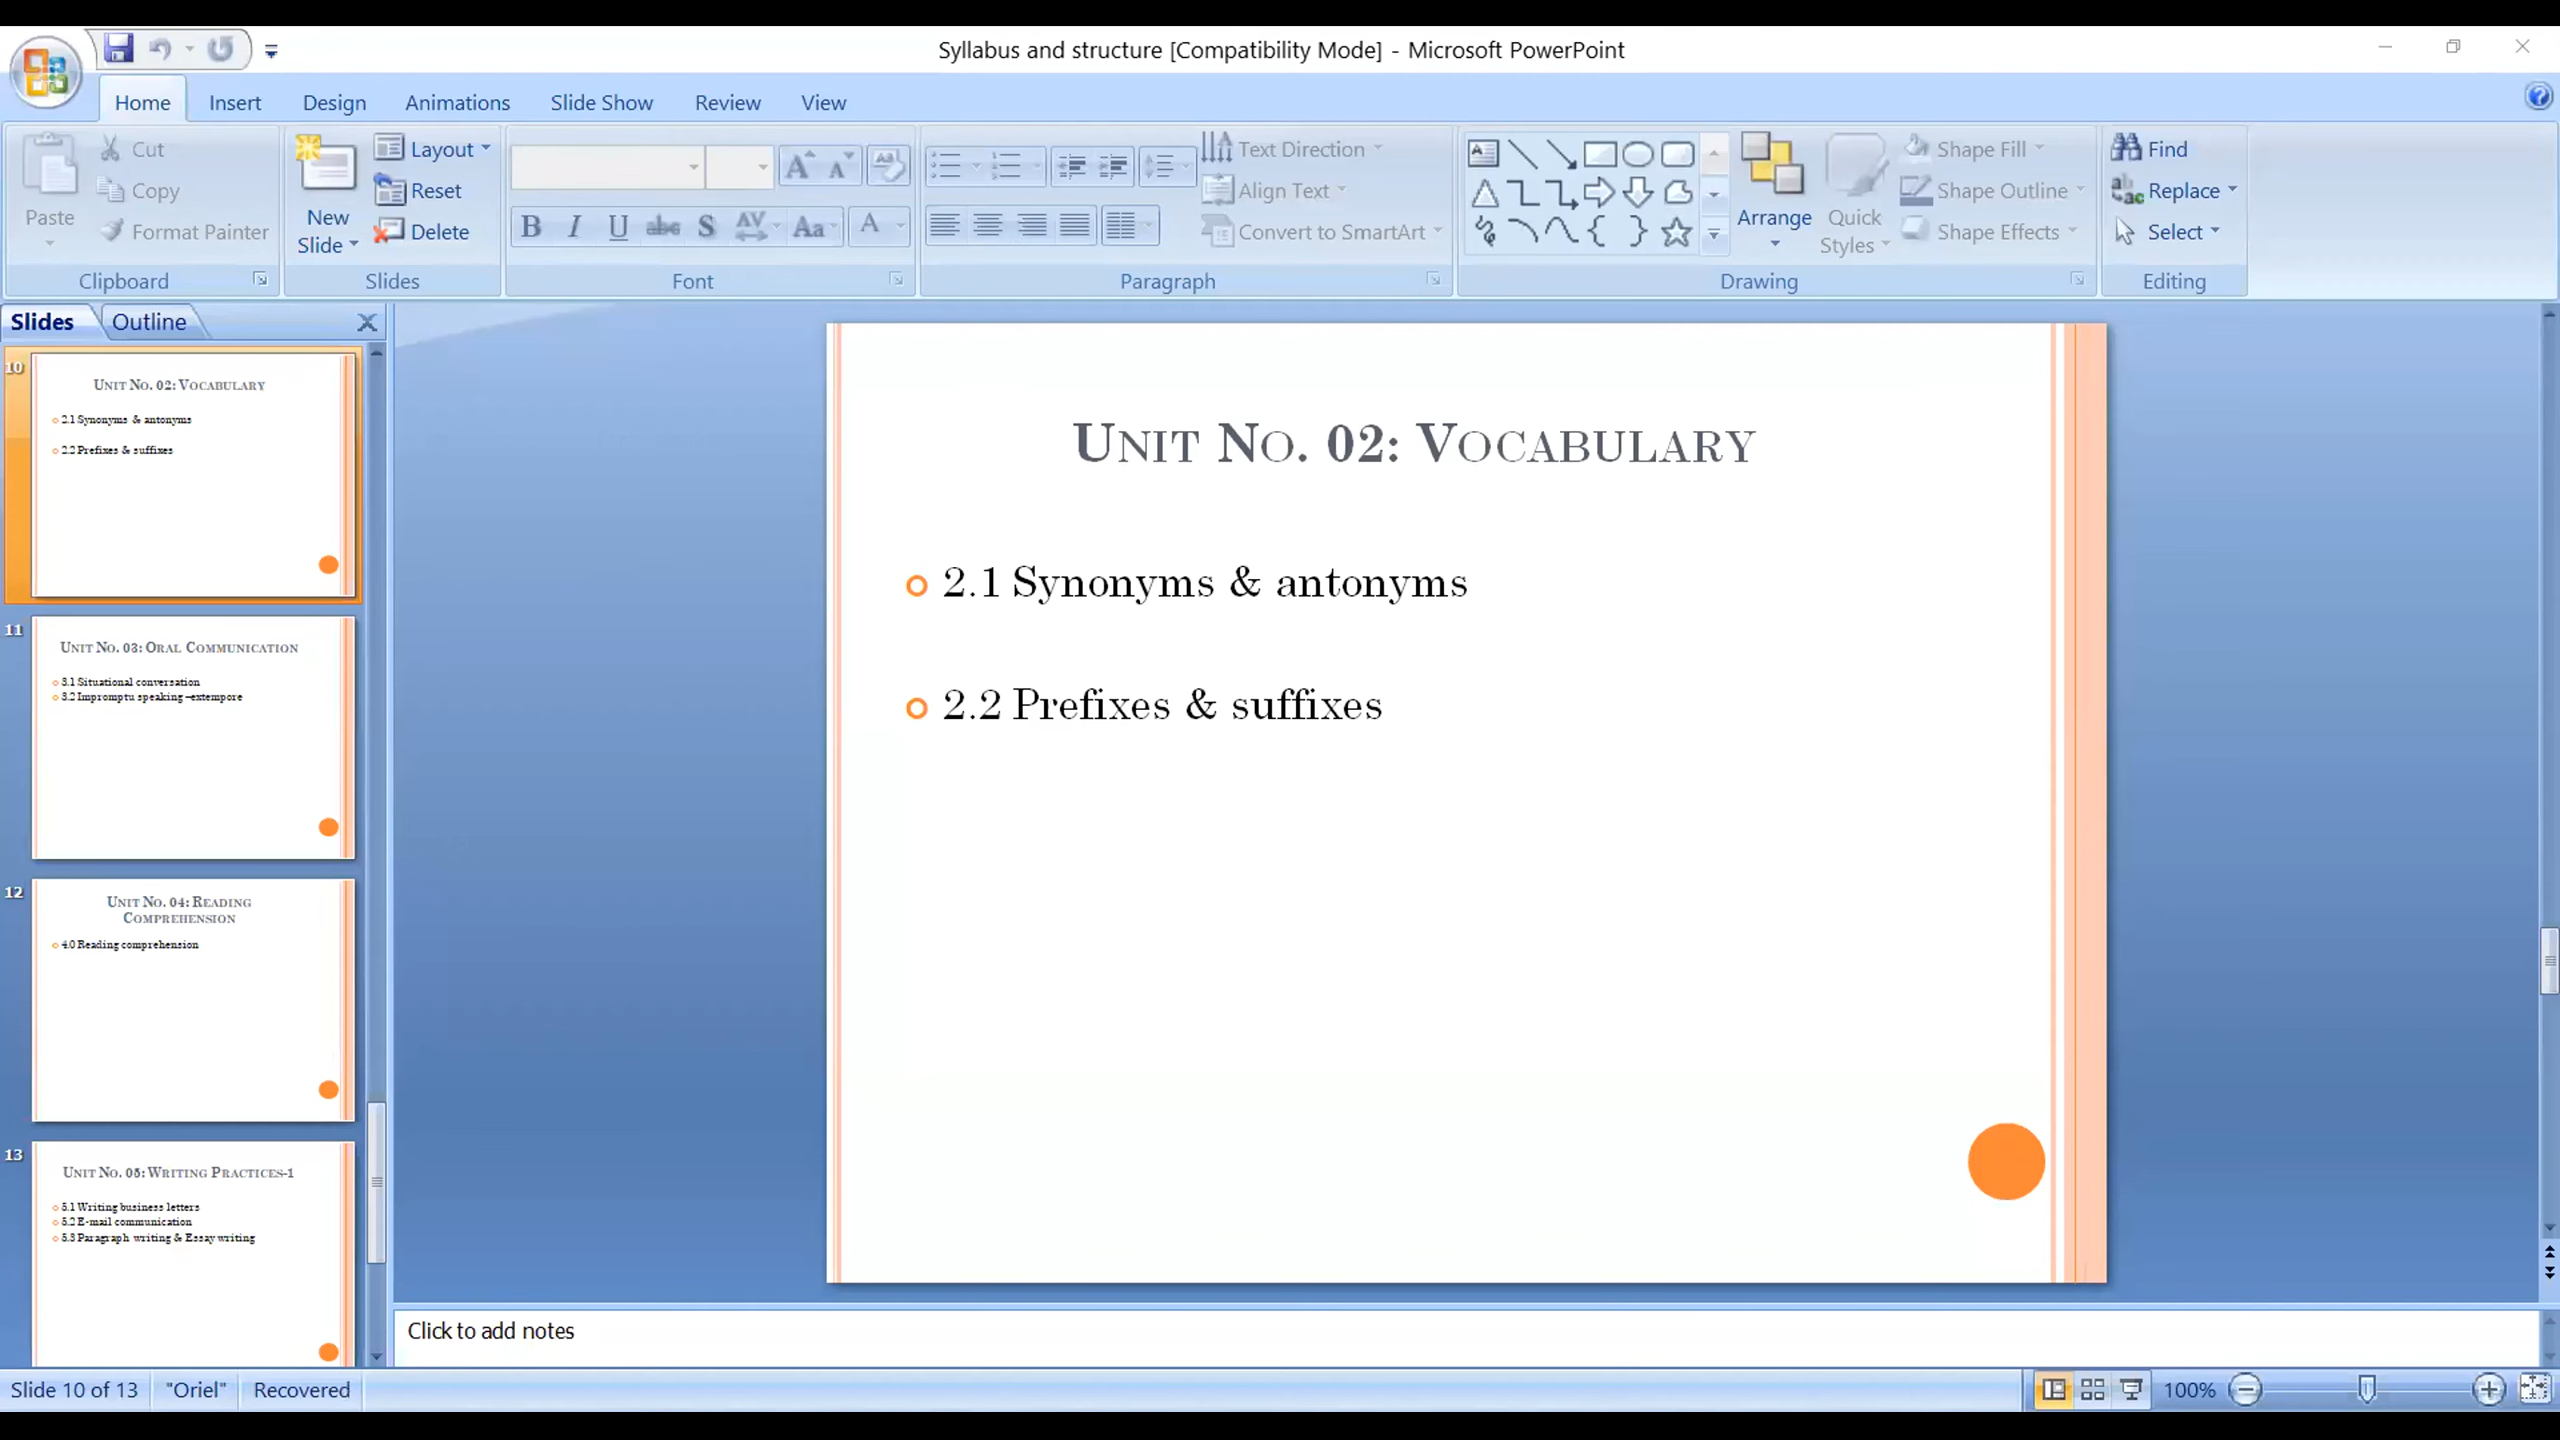 Syllabus and structure [Compatibility Mode] - Microsoft PowerPoint
Home Insert Design Animations Slide Show Review View
Paste
Cut
Copy
Format Painter
Clipboard
New Slide
Layout
Reset
Delete
Slides
B I U abc S AV Aa A
Font
Text Direction
Align Text
Convert to SmartArt
Paragraph
Arrange
Quick Styles
Shape Fill
Shape Outline
Shape Effects
Drawing
Find
Replace
Select
Editing
Slides Outline
10
UNIT NO. 02: VOCABULARY
2.1 Synonyms & antonyms
2.2 Prefixes & suffixes
11
UNIT NO. 03: ORAL COMMUNICATION
3.1 Situational conversation
3.2 Impromptu speaking –extempore
12
UNIT NO. 04: READING
COMPREHENSION
4.0 Reading comprehension
13
UNIT NO. 05: WRITING PRACTICES-1
5.1 Writing business letters
5.2 E-mail communication
5.3 Paragraph writing & Essay writing
UNIT NO. 02: VOCABULARY
2.1 Synonyms & antonyms
2.2 Prefixes & suffixes
Click to add notes
Slide 10 of 13 "Oriel" Recovered 100%